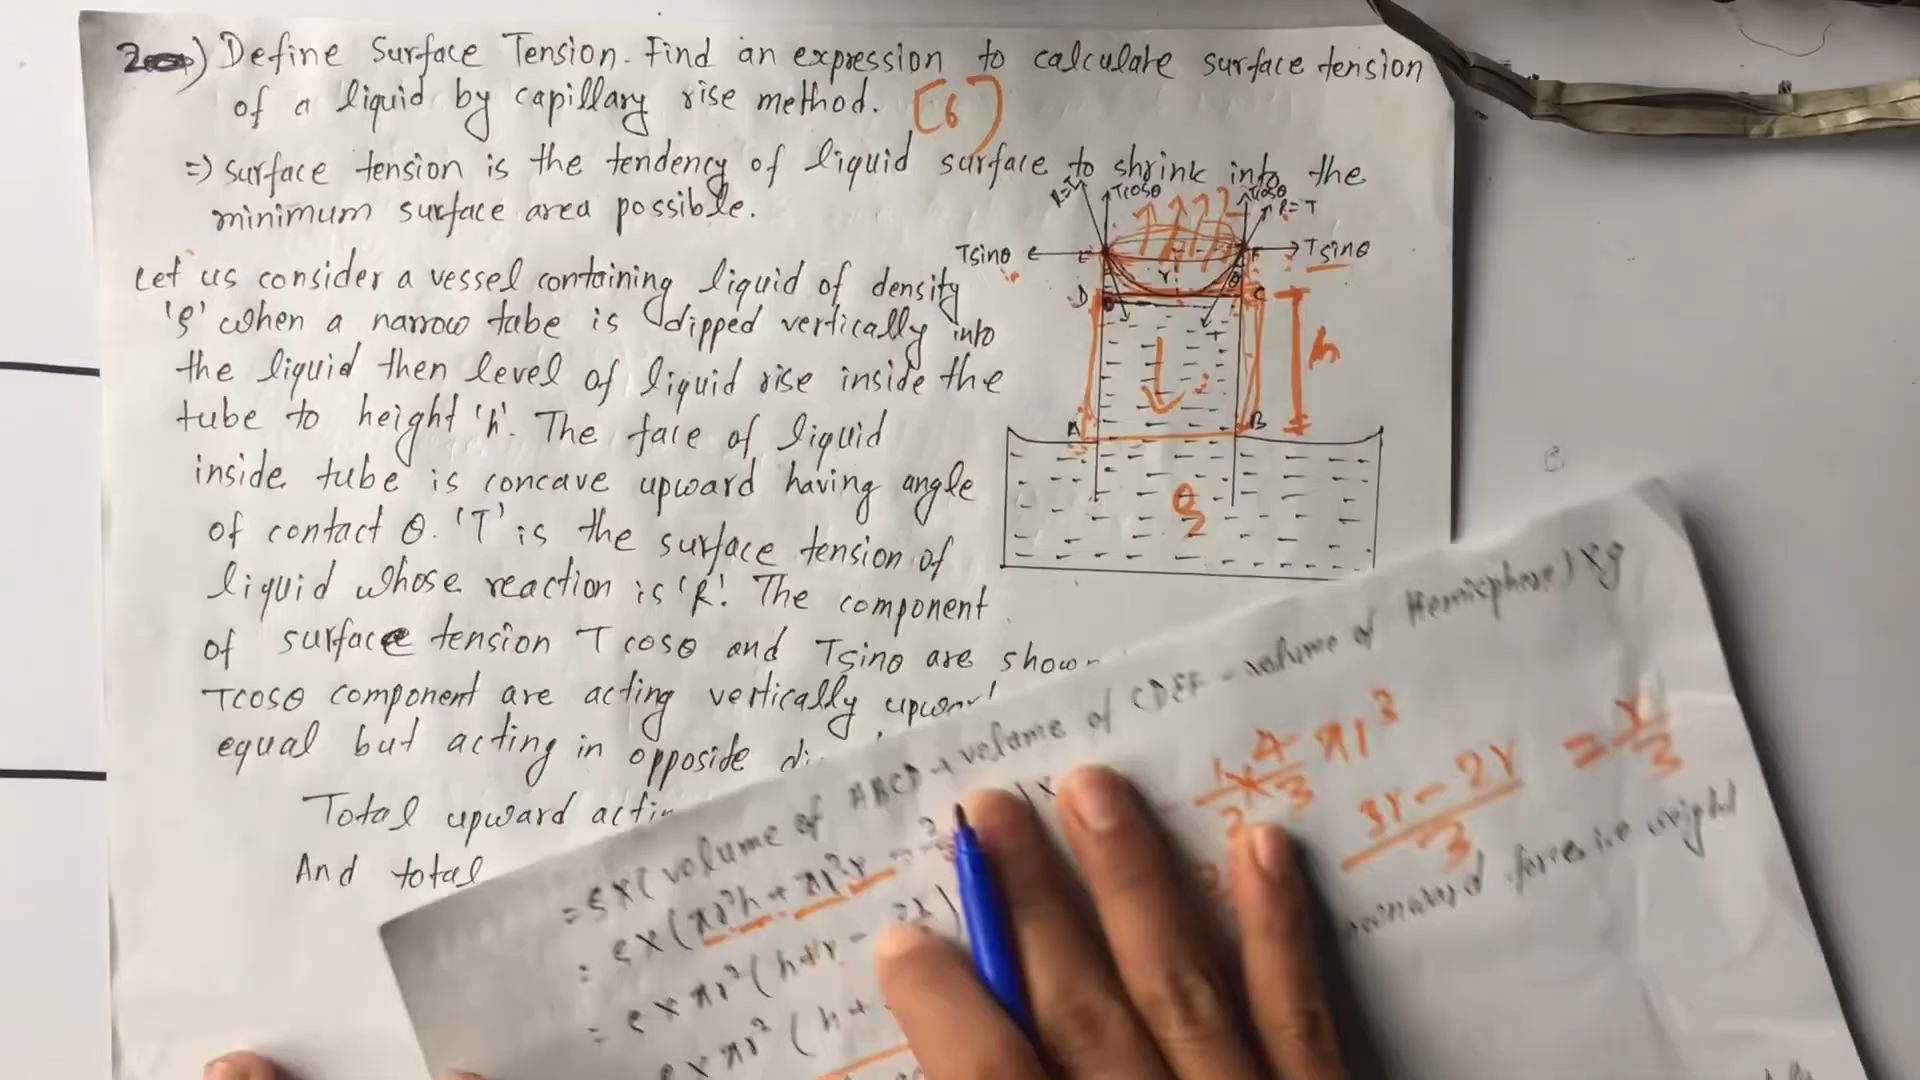 2) Define Surface Tension. Find an expression to calculate surface tension
of a liquid by capillary rise method. [6]
=> surface tension is the tendency of liquid surface to shrink into the
minimum surface area possible.
R=T
Tcosθ
Tcosθ
R=T
Tsinθ
E
F
Tsinθ
r
θ
D
C
T
h
A
B
ρ
Let us consider a vessel containing liquid of density
'ρ' when a narrow tube is dipped vertically into
the liquid then level of liquid rise inside the
tube to height 'h'. The face of liquid
inside tube is concave upward having angle
of contact θ. 'T' is the surface tension of
liquid whose reaction is 'R'. The component
of surface tension Tcosθ and Tsinθ are shown
Tcosθ component are acting vertically
equal but acting in opposite
Total upward
And total
= ρ×(volume of ABCD + volume of CDEF - volume of Hemisphere)×g
= ρ×(πr²h + πr²r -
= ρ×πr²(h+r -
ρ×πr²(h+
- 1/2×4/3 πr³
3r-2r/3 = r/3
force i.e weight